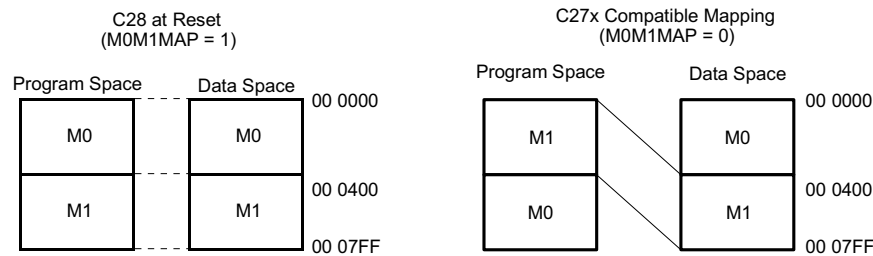 C28 at Reset
(M0M1MAP = 1)
Program Space
Data Space
00 0000
M0
M0
00 0400
M1
M1
00 07FF
C27x Compatible Mapping
(M0M1MAP = 0)
Program Space
Data Space
00 0000
M1
M0
00 0400
M0
M1
00 07FF